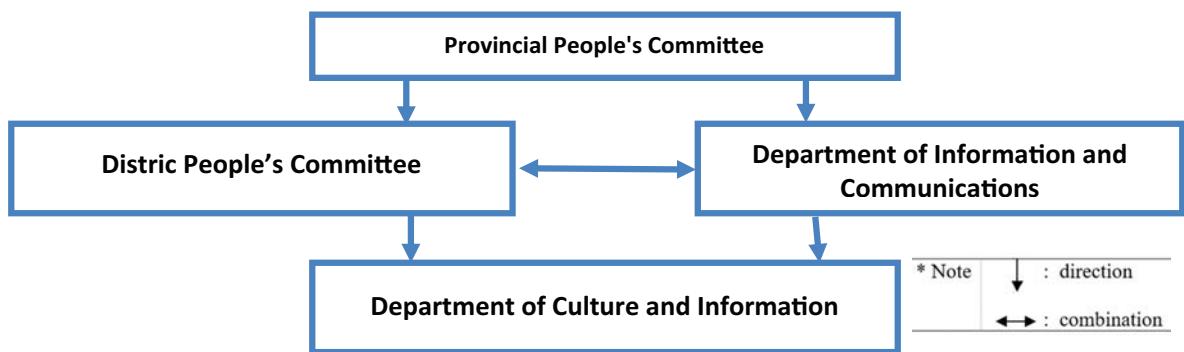 Provincial People's Committee
Distric People’s Committee
Department of Information and
Communications
Department of Culture and Information
* Note
: direction
: combination